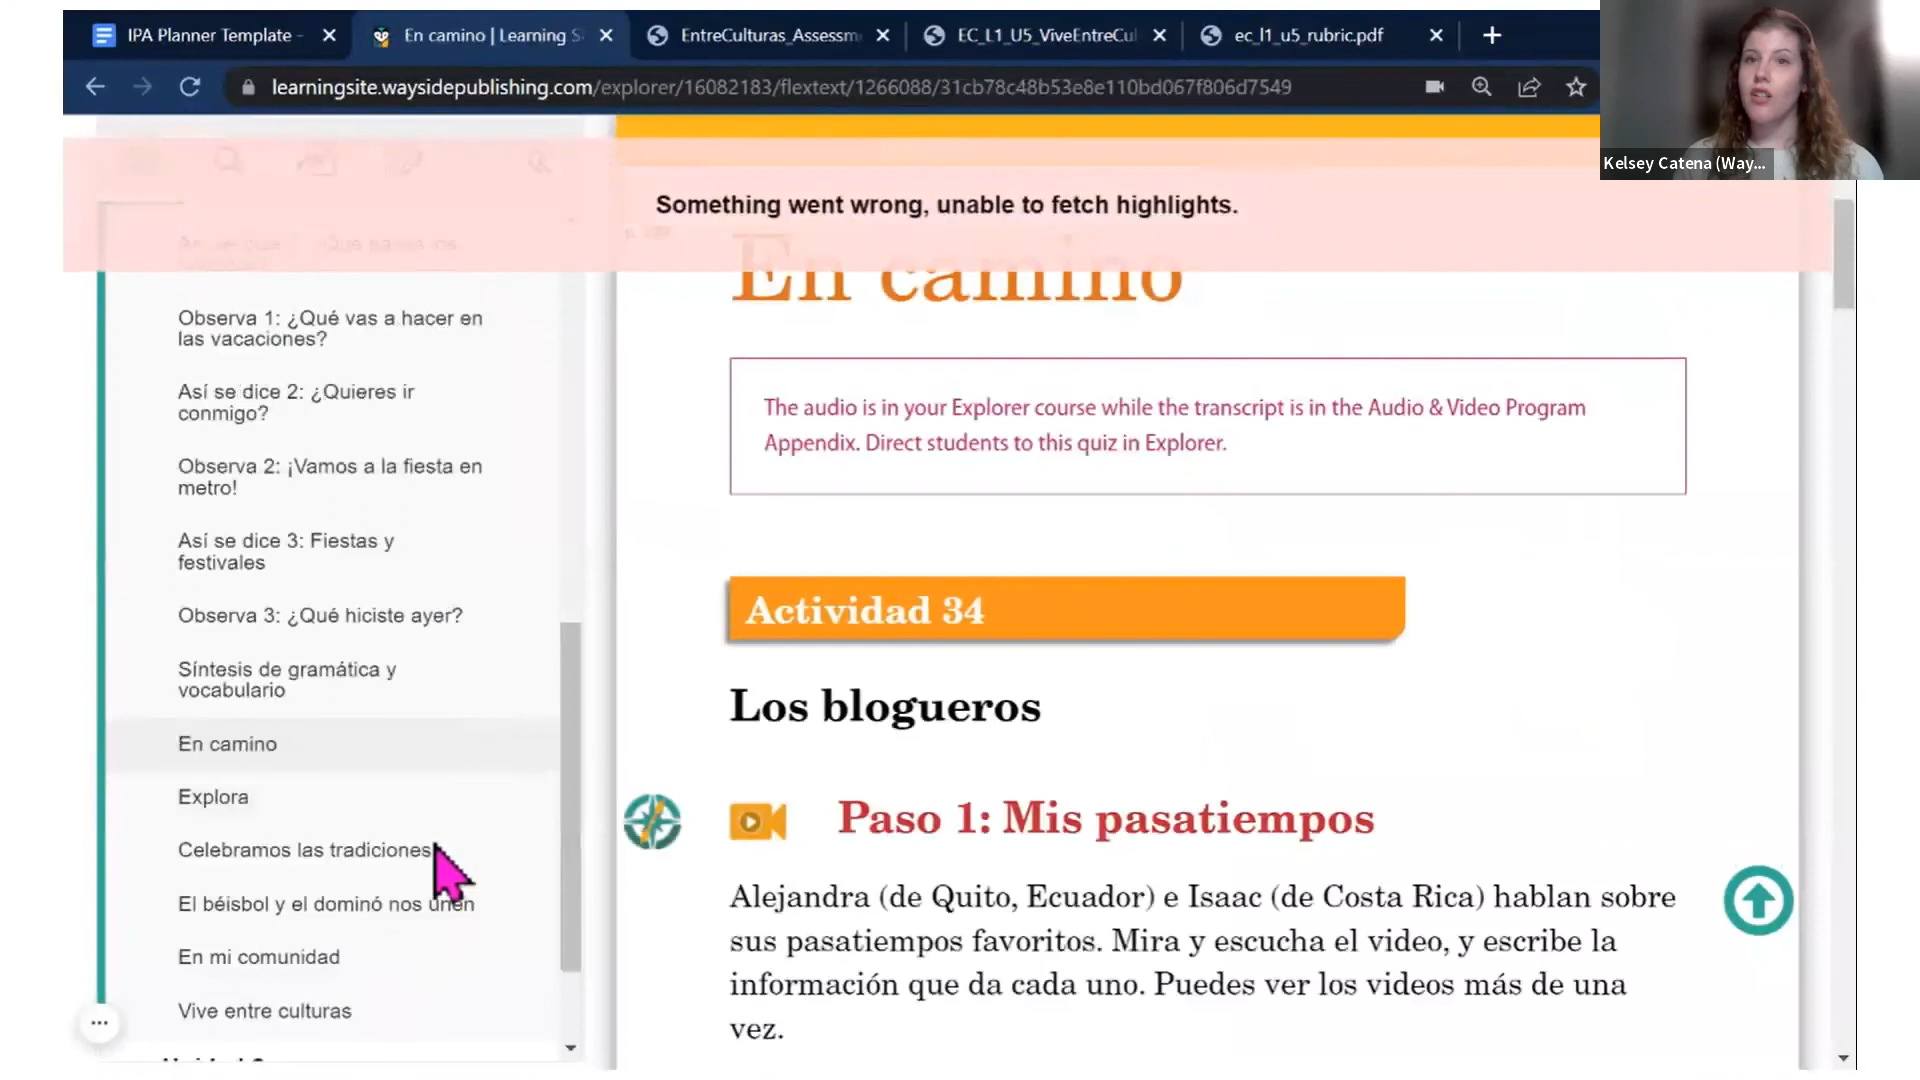 IPA Planner Template -
En camino | Learning S
EntreCulturas_Assessm
EC_L1_U5_ViveEntreCul
ec_l1_u5_rubric.pdf
learningsite.waysidepublishing.com/explorer/16082183/flextext/1266088/31cb78c48b53e8e110bd067f806d7549
Kelsey Catena (Way...
Something went wrong, unable to fetch highlights.
Observa 1: ¿Qué vas a hacer en
las vacaciones?
Así se dice 2: ¿Quieres ir
conmigo?
Observa 2: ¡Vamos a la fiesta en
metro!
Así se dice 3: Fiestas y
festivales
Observa 3: ¿Qué hiciste ayer?
Síntesis de gramática y
vocabulario
En camino
Explora
Celebramos las tradiciones
El béisbol y el dominó nos unen
En mi comunidad
Vive entre culturas
En camino
The audio is in your Explorer course while the transcript is in the Audio & Video Program
Appendix. Direct students to this quiz in Explorer.
Actividad 34
Los blogueros
Paso 1: Mis pasatiempos
Alejandra (de Quito, Ecuador) e Isaac (de Costa Rica) hablan sobre
sus pasatiempos favoritos. Mira y escucha el video, y escribe la
información que da cada uno. Puedes ver los videos más de una
vez.